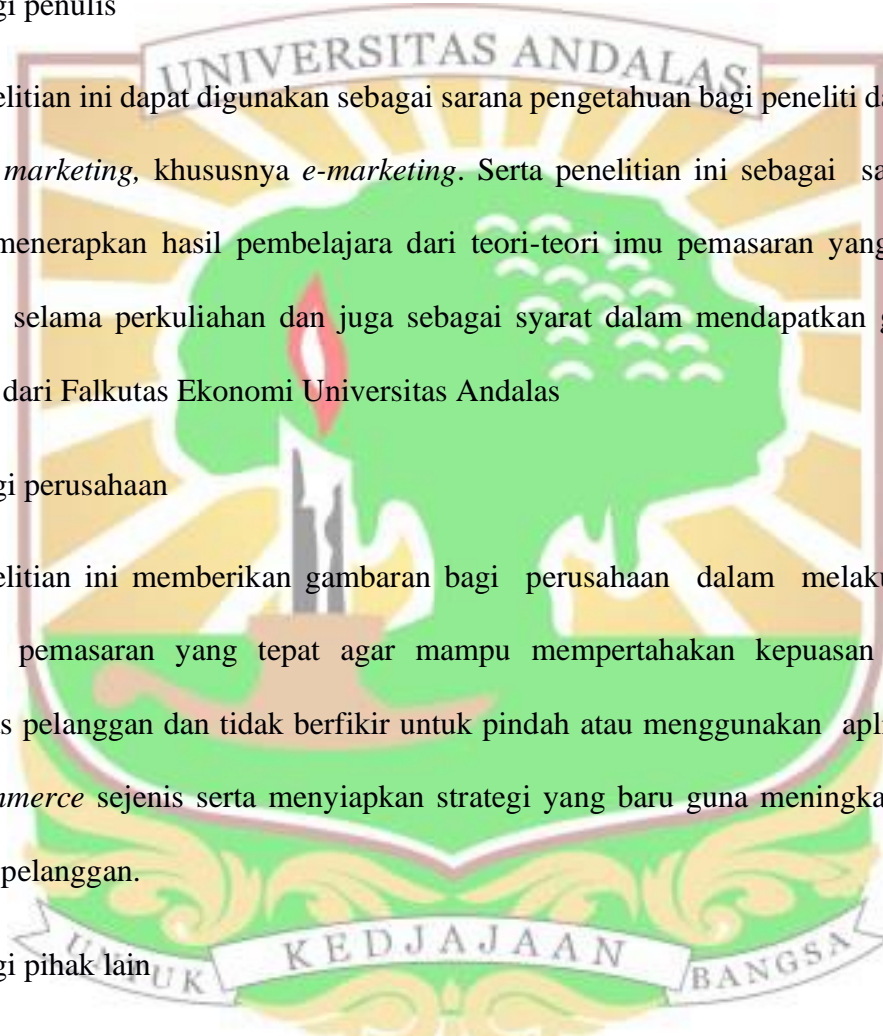 gi penulis
UNIVERSITAS ANDALAS
elitian ini dapat digunakan sebagai sarana pengetahuan bagi peneliti da
marketing, khususnya e-marketing. Serta penelitian ini sebagai sa
menerapkan hasil pembelajara dari teori-teori imu pemasaran yang
selama perkuliahan dan juga sebagai syarat dalam mendapatkan g
dari Falkutas Ekonomi Universitas Andalas
gi perusahaan
elitian ini memberikan gambaran bagi perusahaan dalam melaku
pemasaran yang tepat agar mampu mempertahakan kepuasan
s pelanggan dan tidak berfikir untuk pindah atau menggunakan apli
mmerce sejenis serta menyiapkan strategi yang baru guna meningka
pelanggan.
gi pihak lain
UNTUK KEDJAJAAN BANGSA